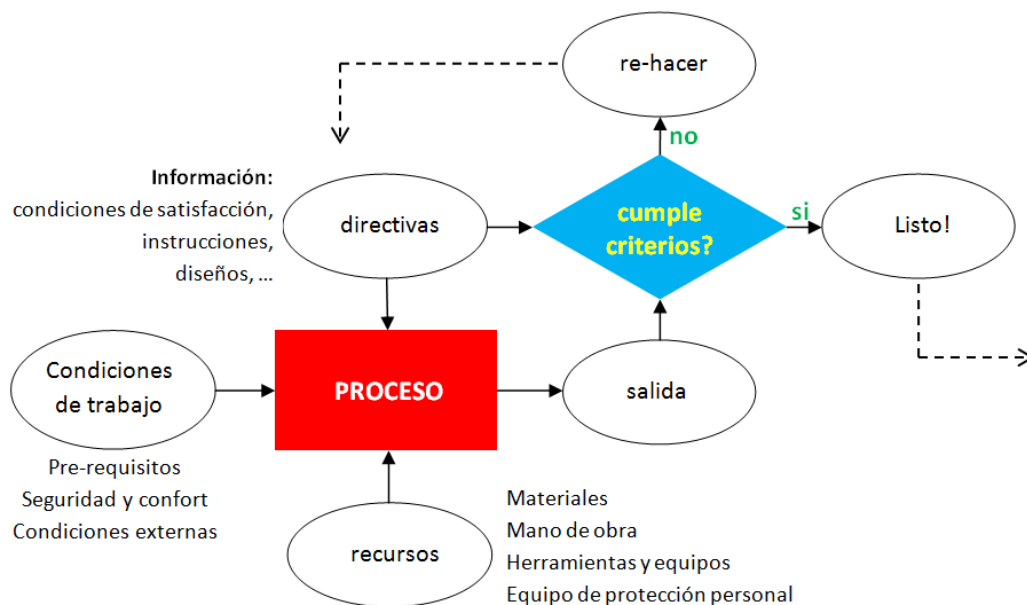 re-hacer
no
Información:
condiciones de satisfacción,
instrucciones,
diseños, ...
directivas
cumple
criterios?
si
Listo!
Condiciones
de trabajo
PROCESO
salida
Pre-requisitos
Seguridad y confort
Condiciones externas
recursos
Materiales
Mano de obra
Herramientas y equipos
Equipo de protección personal